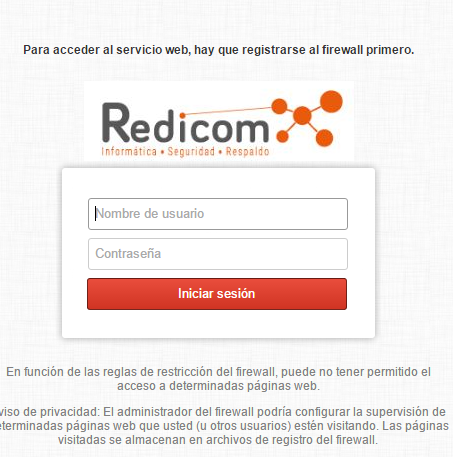 Para acceder al servicio web, hay que registrarse al firewall primero.
Redicom
Informática • Seguridad • Respaldo
Nombre de usuario
Contraseña
Iniciar sesión
En función de las reglas de restricción del firewall, puede no tener permitido el
acceso a determinadas páginas web.
viso de privacidad: El administrador del firewall podría configurar la supervisión de
eterminadas páginas web que usted (u otros usuarios) estén visitando. Las páginas
visitadas se almacenan en archivos de registro del firewall.